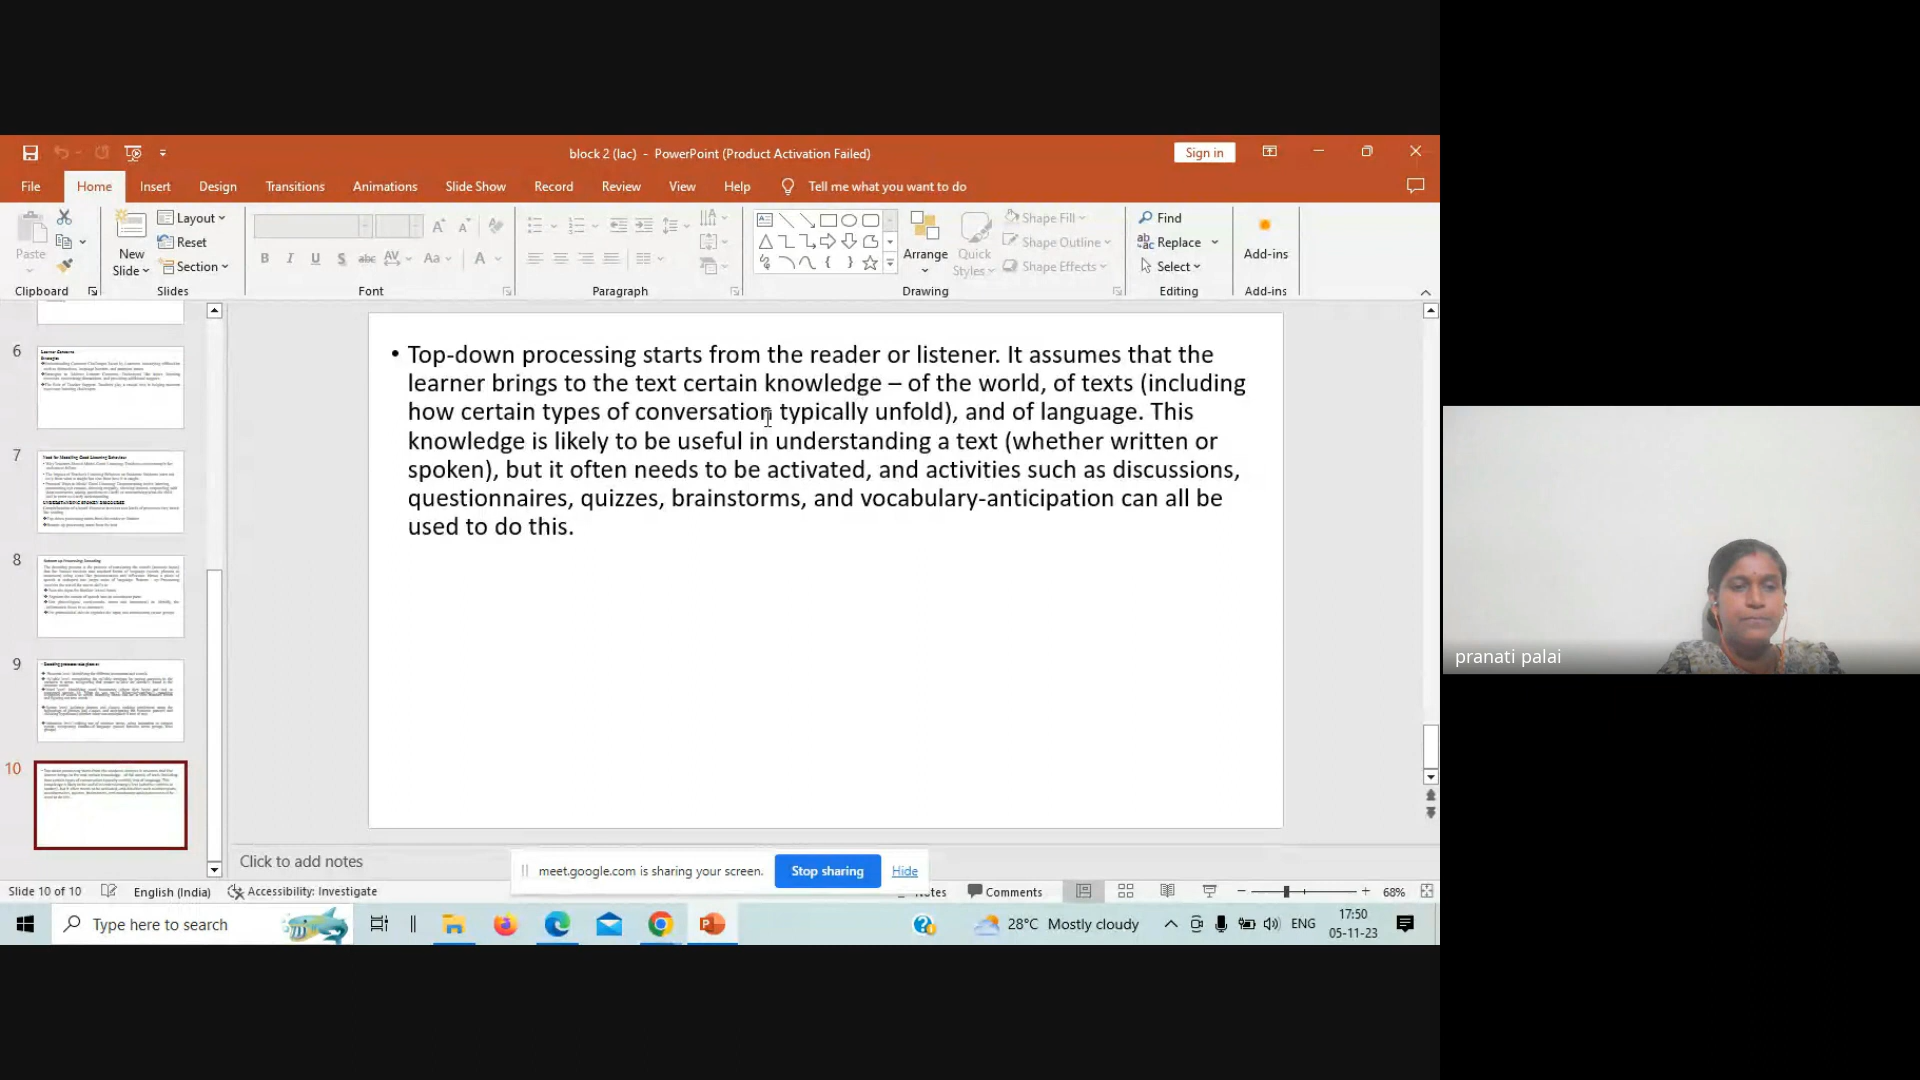 block 2 (lac) - PowerPoint (Product Activation Failed)
Sign in
File Home Insert Design Transitions Animations Slide Show Record Review View Help Tell me what you want to do
Paste
New Slide
Layout
Reset
Section
B I U S abc AV Aa A
Arrange
Quick Styles
Shape Fill
Shape Outline
Shape Effects
Find
Replace
Select
Add-ins
Clipboard Slides Font Paragraph Drawing Editing Add-ins
6
7
8
9
10
• Top-down processing starts from the reader or listener. It assumes that the
learner brings to the text certain knowledge – of the world, of texts (including
how certain types of conversation typically unfold), and of language. This
knowledge is likely to be useful in understanding a text (whether written or
spoken), but it often needs to be activated, and activities such as discussions,
questionnaires, quizzes, brainstorms, and vocabulary-anticipation can all be
used to do this.
pranati palai
Click to add notes
meet.google.com is sharing your screen. Stop sharing Hide
Slide 10 of 10 English (India) Accessibility: Investigate Notes Comments 68%
Type here to search 28°C Mostly cloudy ENG 17:50
05-11-23